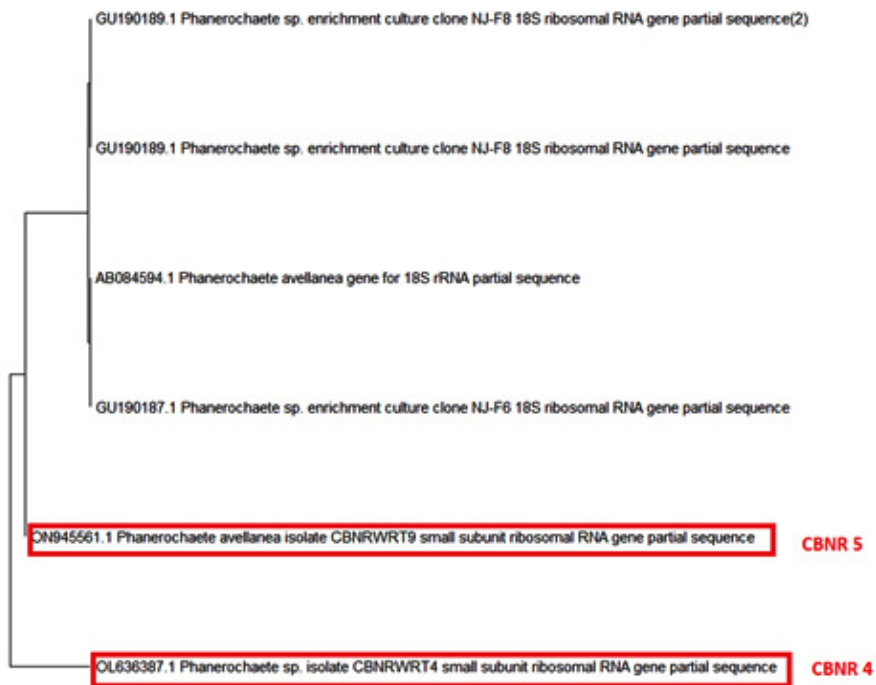 GU190189.1 Phanerochaete sp. enrichment culture clone NJ-F8 18S ribosomal RNA gene partial sequence(2)
GU190189.1 Phanerochaete sp. enrichment culture clone NJ-F8 18S ribosomal RNA gene partial sequence
AB084594.1 Phanerochaete avellanea gene for 18S rRNA partial sequence
GU190187.1 Phanerochaete sp. enrichment culture clone NJ-F6 18S ribosomal RNA gene partial sequence
ON945561.1 Phanerochaete avellanea isolate CBNRWRT9 small subunit ribosomal RNA gene partial sequence CBNR 5
OL636387.1 Phanerochaete sp. isolate CBNRWRT4 small subunit ribosomal RNA gene partial sequence CBNR 4